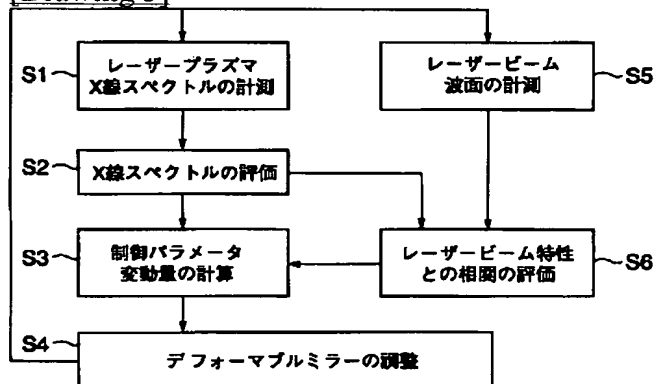 S1
レーザープラズマ
X線スペクトルの計測
レーザービーム
波面の計測
S5
S2
X線スペクトルの評価
S3
制御パラメータ
変動量の計算
レーザービーム特性
との相関の評価
S6
S4
デフォーマブルミラーの調整